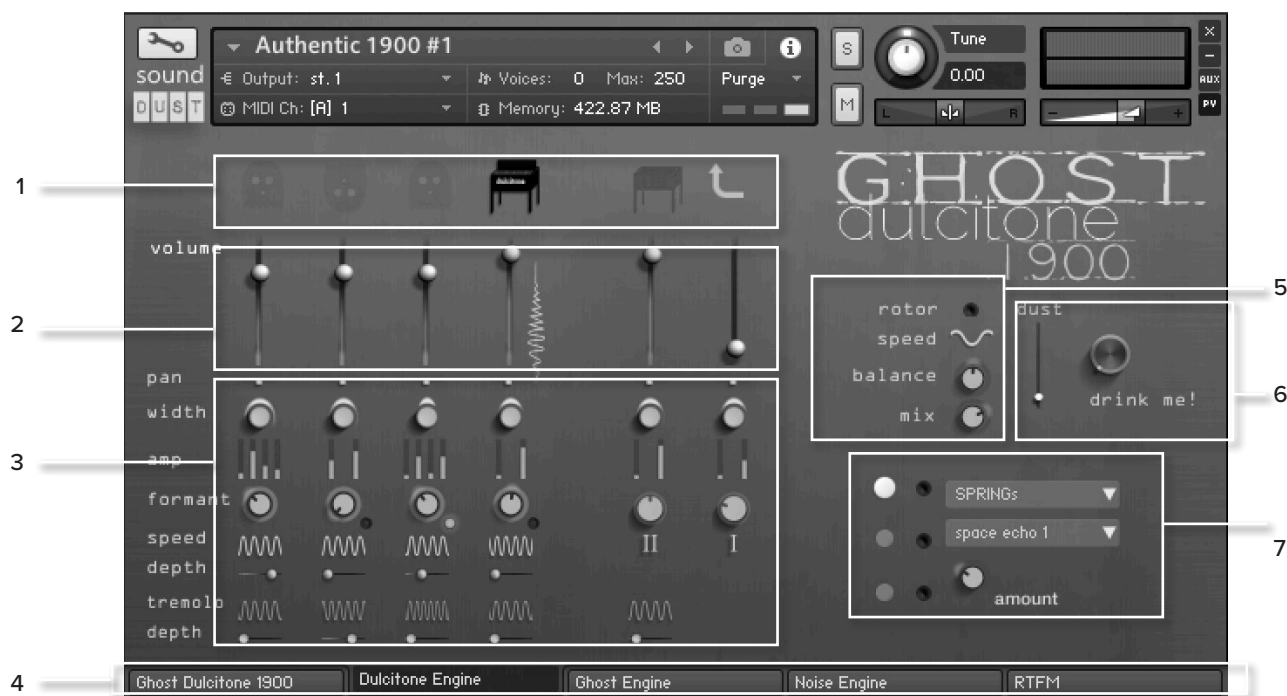 Authentic 1900 #1
sound
DUST
Output: st.1
Voices: 0 Max: 250
Purge
MIDI Ch: [A] 1
Memory: 422.87 MB
S
M
Tune
0.00
L R
- +
×
-
AUX
PV
1
dulcitone
GHOST
dulcitone
1900
volume
2
5
rotor
speed
balance
mix
dust
drink me!
6
pan
width
3
amp
formant
speed
II I
depth
tremolo
depth
SPRINGs
space echo 1
amount
7
4
Ghost Dulcitone 1900
Dulcitone Engine
Ghost Engine
Noise Engine
RTFM